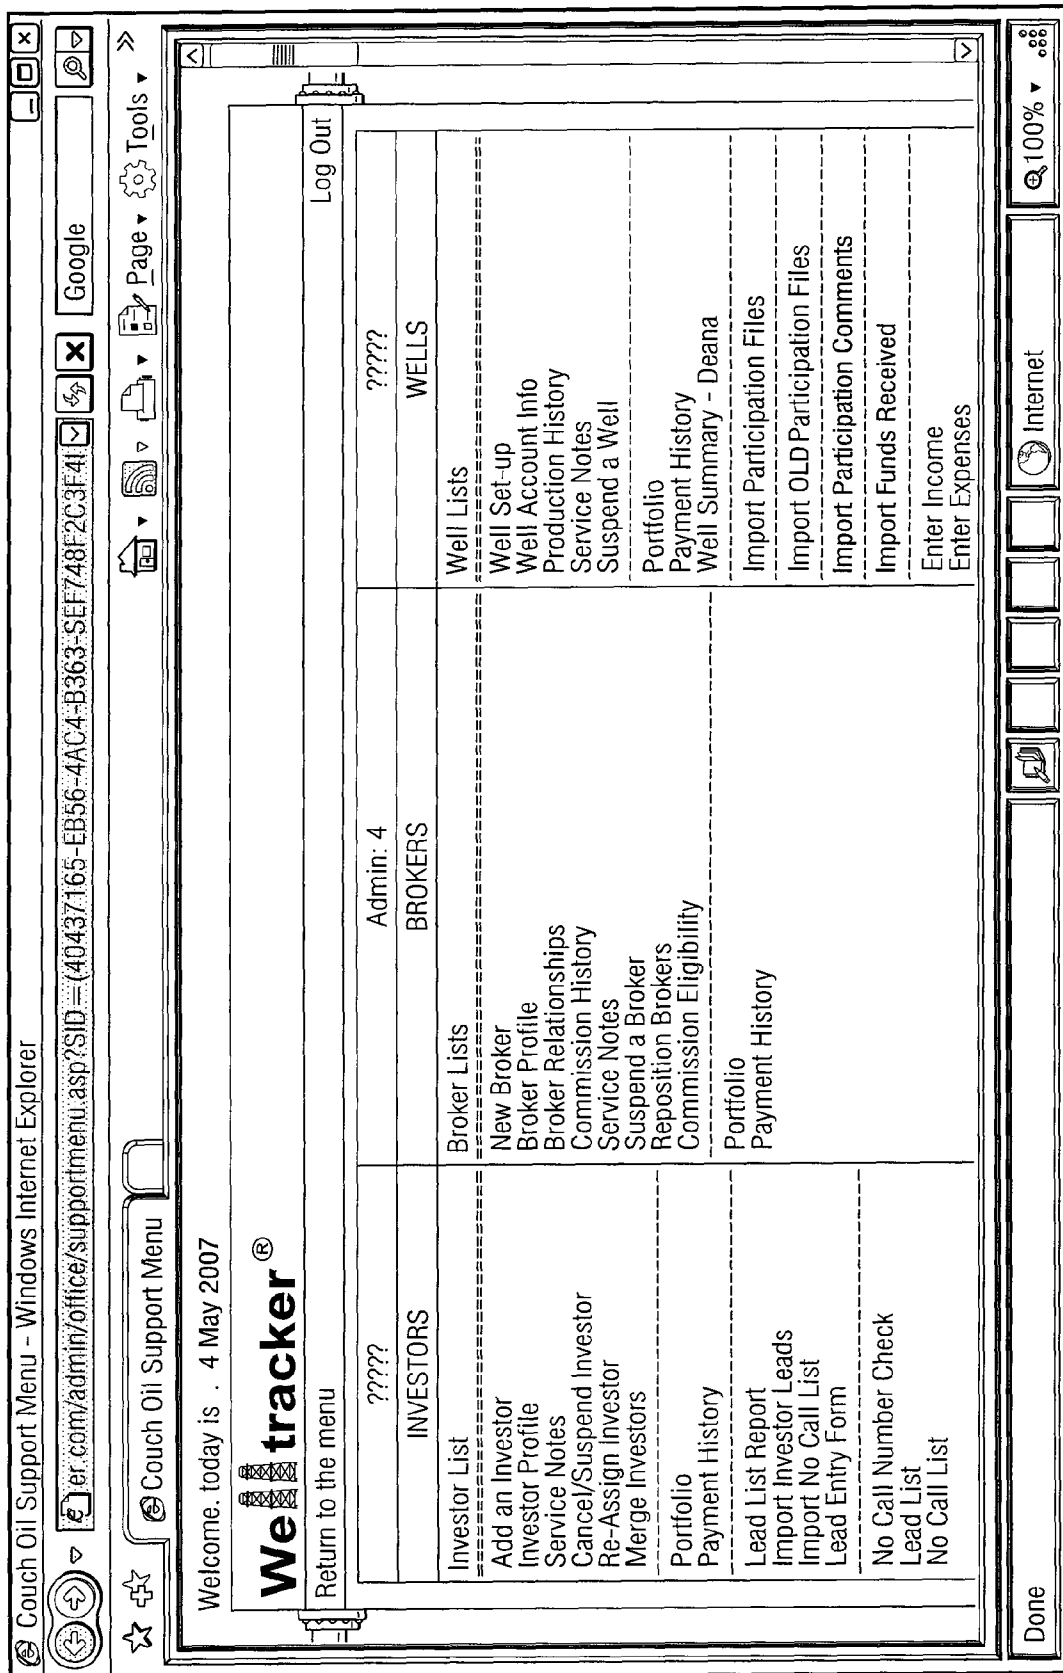 Couch Oil Support Menu - Windows Internet Explorer
er.com/admin/office/supportmenu.asp?SID=(40437165-EB56-4AC4-B363-SEF748F2C3F4I
Google
Couch Oil Support Menu
Page
Tools
Welcome. today is . 4 May 2007
We tracker®
Return to the menu
Log Out
?????
INVESTORS
Investor List
Add an Investor
Investor Profile
Service Notes
Cancel/Suspend Investor
Re-Assign Investor
Merge Investors
Portfolio
Payment History
Lead List Report
Import Investor Leads
Import No Call List
Lead Entry Form
No Call Number Check
Lead List
No Call List
Admin: 4
BROKERS
Broker Lists
New Broker
Broker Profile
Broker Relationships
Commission History
Service Notes
Suspend a Broker
Reposition Brokers
Commission Eligibility
Portfolio
Payment History
?????
WELLS
Well Lists
Well Set-up
Well Account Info
Production History
Service Notes
Suspend a Well
Portfolio
Payment History
Well Summary - Deana
Import Participation Files
Import OLD Participation Files
Import Participation Comments
Import Funds Received
Enter Income
Enter Expenses
Done
Internet
100%